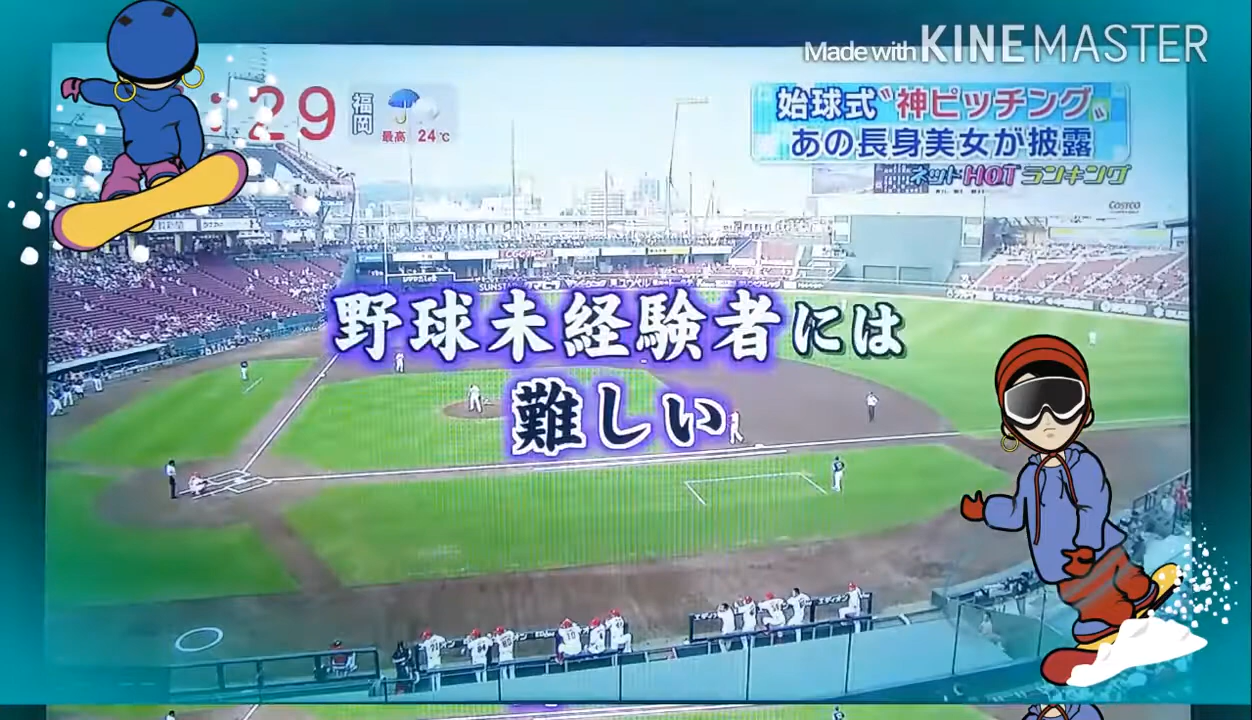 Made with KINEMASTER
:29
福岡
最高 24℃
始球式〝神ピッチング〟
あの長身美女が披露
ネットHOTランキング
COSTCO
野球未経験者には
難しい